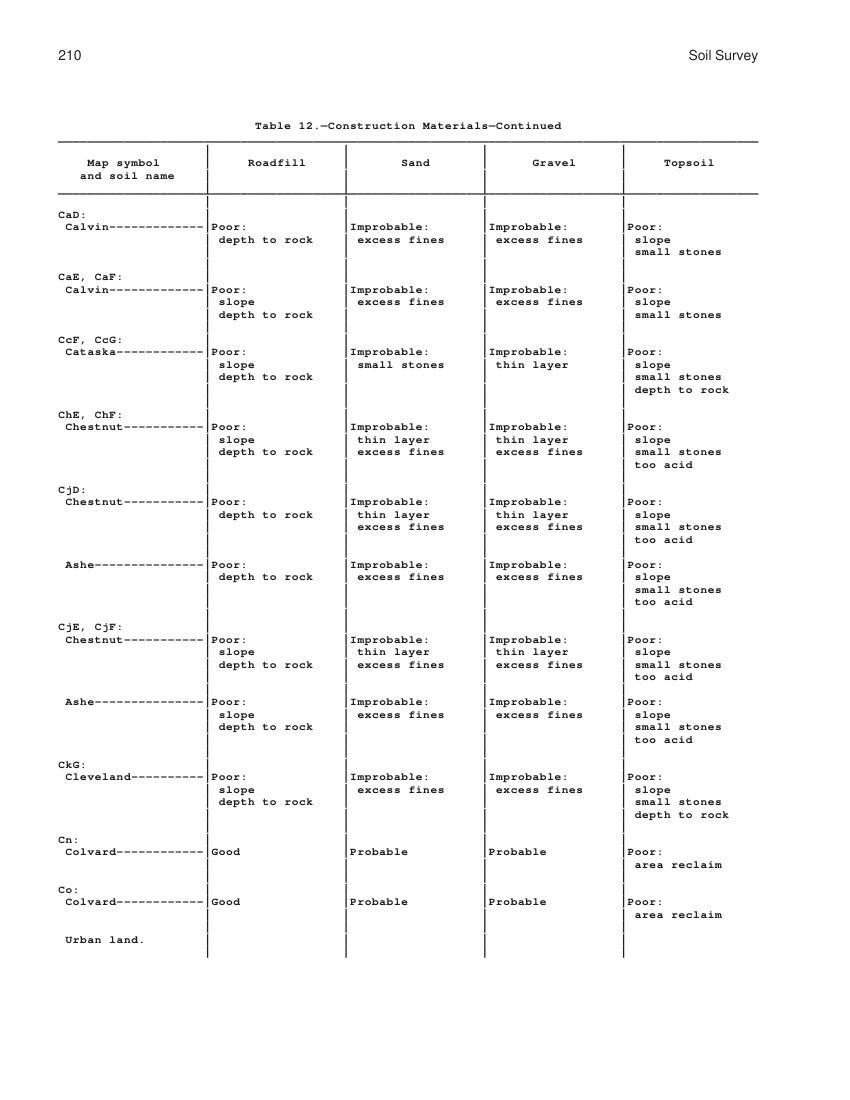 210 Soil Survey
Table 12.—Construction Materials—Continued
Map symbol | Roadfill | Sand | Gravel | Topsoil
and soil name
CaD:
Calvin-------------|Poor: |Improbable: |Improbable: |Poor:
depth to rock | excess fines | excess fines | slope
small stones
CaE, CaF:
Calvin-------------|Poor: |Improbable: |Improbable: |Poor:
slope | excess fines | excess fines | slope
depth to rock | small stones
CcF, CcG:
Cataska------------|Poor: |Improbable: |Improbable: |Poor:
slope | small stones | thin layer | slope
depth to rock | small stones
depth to rock
ChE, ChF:
Chestnut-----------|Poor: |Improbable: |Improbable: |Poor:
slope | thin layer | thin layer | slope
depth to rock | excess fines | excess fines | small stones
too acid
CjD:
Chestnut-----------|Poor: |Improbable: |Improbable: |Poor:
depth to rock | thin layer | thin layer | slope
excess fines | excess fines | small stones
too acid
Ashe---------------|Poor: |Improbable: |Improbable: |Poor:
depth to rock | excess fines | excess fines | slope
small stones
too acid
CjE, CjF:
Chestnut-----------|Poor: |Improbable: |Improbable: |Poor:
slope | thin layer | thin layer | slope
depth to rock | excess fines | excess fines | small stones
too acid
Ashe---------------|Poor: |Improbable: |Improbable: |Poor:
slope | excess fines | excess fines | slope
depth to rock | small stones
too acid
CkG:
Cleveland----------|Poor: |Improbable: |Improbable: |Poor:
slope | excess fines | excess fines | slope
depth to rock | small stones
depth to rock
Cn:
Colvard------------|Good |Probable |Probable |Poor:
area reclaim
Co:
Colvard------------|Good |Probable |Probable |Poor:
area reclaim
Urban land.